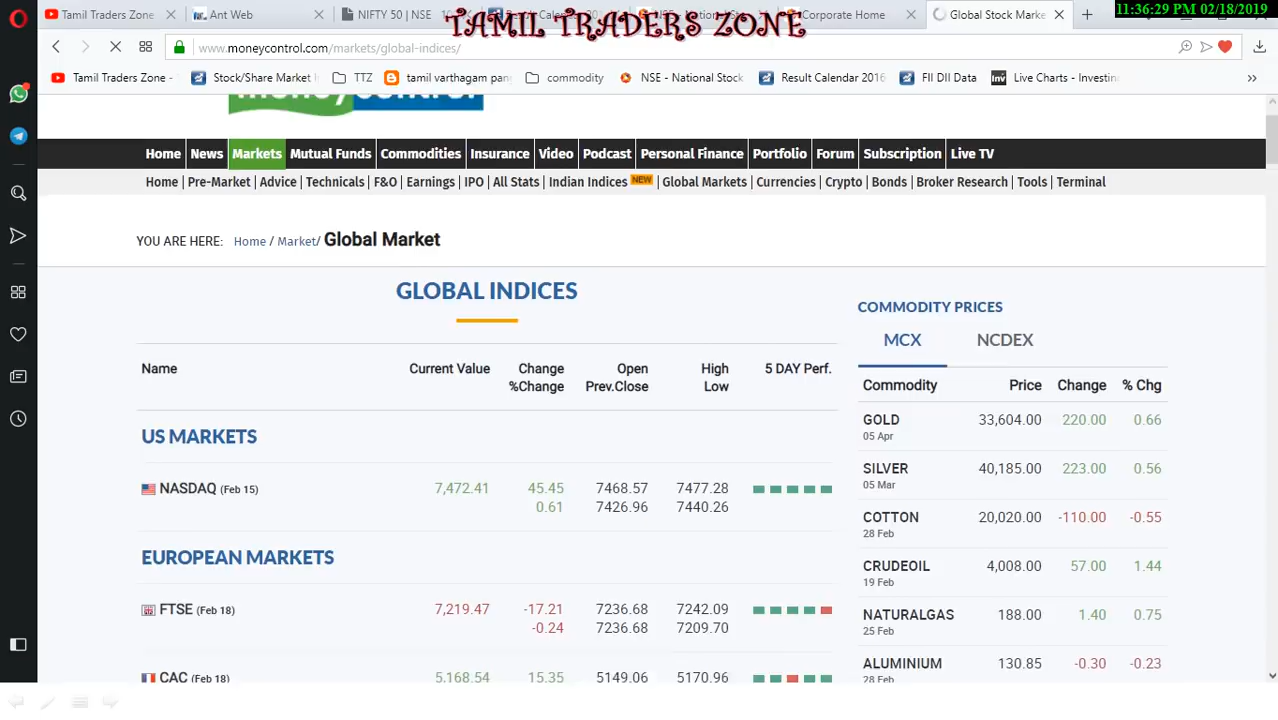 11:36:29 PM 02/18/2019
TAMIL TRADERS ZONE
Tamil Traders Zone
Ant Web
NIFTY 50 | NSE
Corporate Home
Global Stock Marke
www.moneycontrol.com/markets/global-indices/
Tamil Traders Zone -
Stock/Share Market
TTZ
tamil varthagam pan
commodity
NSE - National Stock
Result Calendar 2016
FII DII Data
Inv
Live Charts - Investin
moneycontrol
Home News Markets Mutual Funds Commodities Insurance Video Podcast Personal Finance Portfolio Forum Subscription Live TV
Home | Pre-Market | Advice | Technicals | F&O | Earnings | IPO | All Stats | Indian Indices NEW | Global Markets | Currencies | Crypto | Bonds | Broker Research | Tools | Terminal
YOU ARE HERE: Home / Market/ Global Market
GLOBAL INDICES
Name Current Value Change Open High 5 DAY Perf.
%Change Prev.Close Low
US MARKETS
NASDAQ (Feb 15) 7,472.41 45.45 7468.57 7477.28
0.61 7426.96 7440.26
EUROPEAN MARKETS
FTSE (Feb 18) 7,219.47 -17.21 7236.68 7242.09
-0.24 7236.68 7209.70
CAC (Feb 18) 5,168.54 15.35 5149.06 5170.96
COMMODITY PRICES
MCX NCDEX
Commodity Price Change % Chg
GOLD 33,604.00 220.00 0.66
05 Apr
SILVER 40,185.00 223.00 0.56
05 Mar
COTTON 20,020.00 -110.00 -0.55
28 Feb
CRUDEOIL 4,008.00 57.00 1.44
19 Feb
NATURALGAS 188.00 1.40 0.75
25 Feb
ALUMINIUM 130.85 -0.30 -0.23
28 Feb